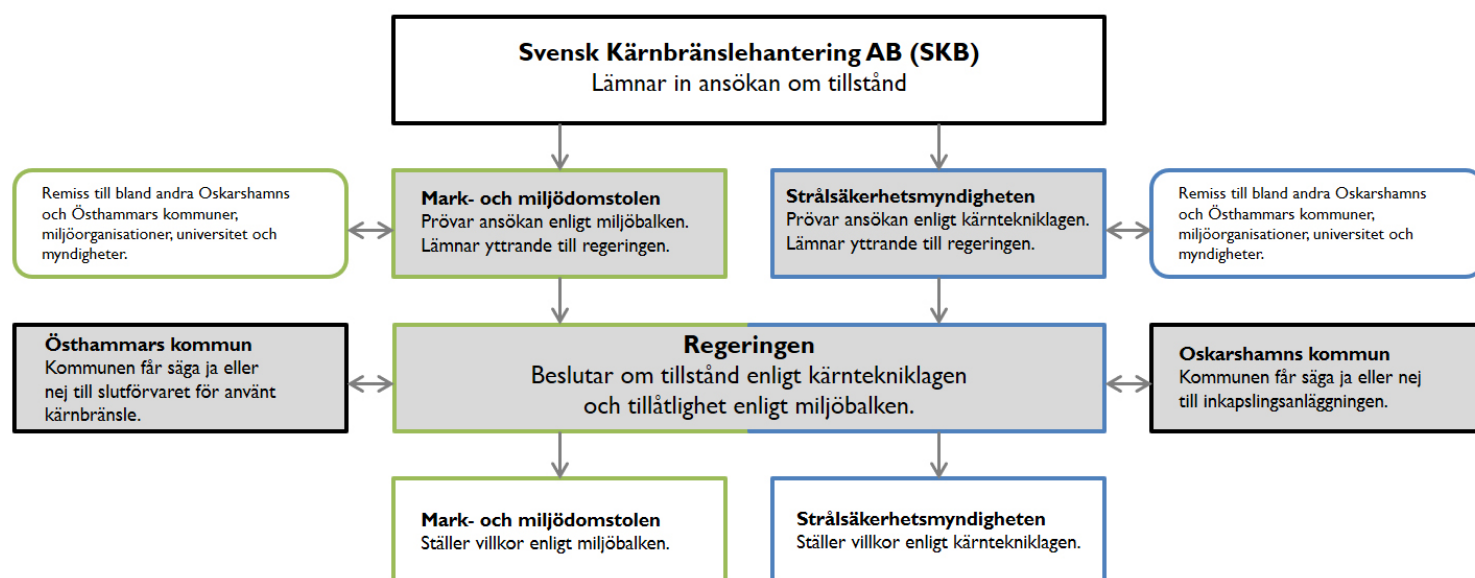 Svensk Kärnbränslehantering AB (SKB)
Lämnar in ansökan om tillstånd
Remiss till bland andra Oskarshamns
och Östhammars kommuner,
miljöorganisationer, universitet och
myndigheter.
Mark- och miljödomstolen
Prövar ansökan enligt miljöbalken.
Lämnar yttrande till regeringen.
Strålsäkerhetsmyndigheten
Prövar ansökan enligt kärntekniklagen.
Lämnar yttrande till regeringen.
Remiss till bland andra Oskarshamns
och Östhammars kommuner,
miljöorganisationer, universitet och
myndigheter.
Östhammars kommun
Kommunen får säga ja eller
nej till slutförvaret för använt
kärnbränsle.
Regeringen
Beslutar om tillstånd enligt kärntekniklagen
och tillåtlighet enligt miljöbalken.
Oskarshamns kommun
Kommunen får säga ja eller nej
till inkapslingsanläggningen.
Mark- och miljödomstolen
Ställer villkor enligt miljöbalken.
Strålsäkerhetsmyndigheten
Ställer villkor enligt kärntekniklagen.